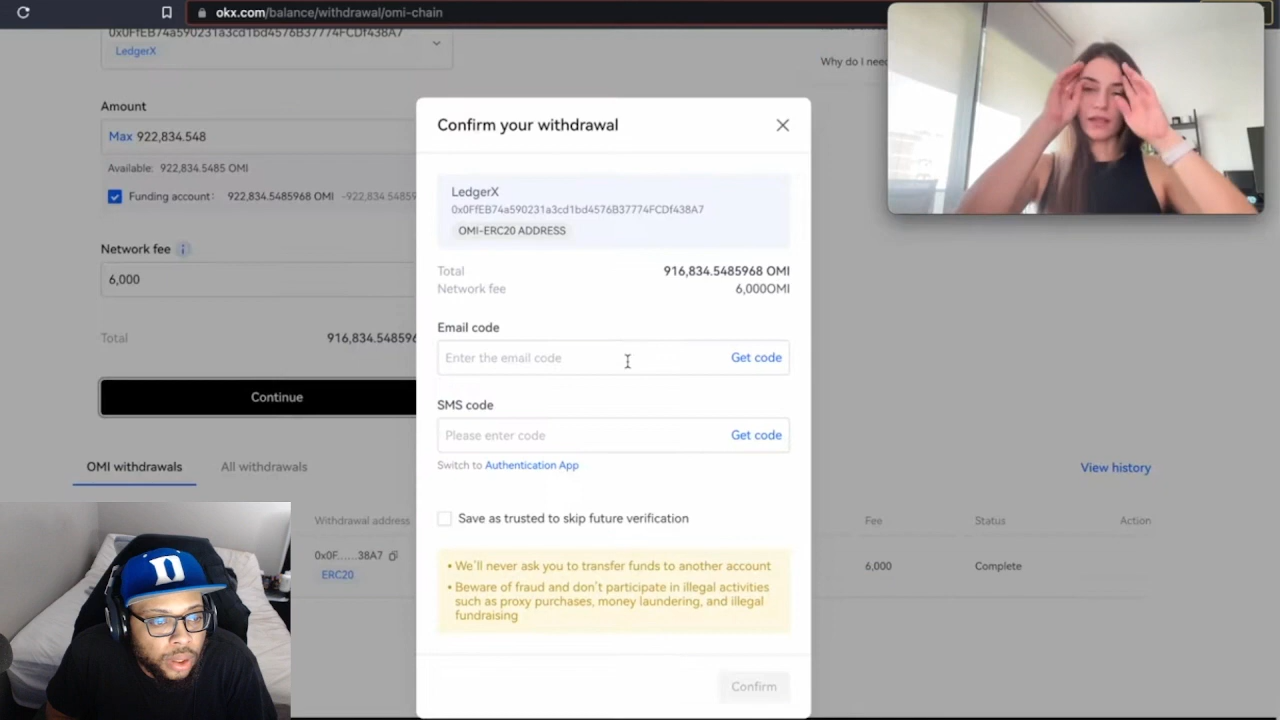 okx.com/balance/withdrawal/omi-chain
0x0FfEB74a590231a3cd1bd4576B37774FCDf438A7
LedgerX
Why do I need
Amount
Max 922,834.548
Available: 922,834.5485 OMI
Funding account: 922,834.5485968 OMI -922,834.5485
Network fee
6,000
Total 916,834.54859
Continue
Confirm your withdrawal
LedgerX
0x0FfEB74a590231a3cd1bd4576B37774FCDf438A7
OMI-ERC20 ADDRESS
Total 916,834.5485968 OMI
Network fee 6,000OMI
Email code
Enter the email code Get code
SMS code
Please enter code Get code
Switch to Authentication App
Save as trusted to skip future verification
• We'll never ask you to transfer funds to another account
• Beware of fraud and don't participate in illegal activities
such as proxy purchases, money laundering, and illegal
fundraising
Confirm
OMI withdrawals All withdrawals View history
Withdrawal address Fee Status Action
0x0F......38A7 6,000 Complete
ERC20
D